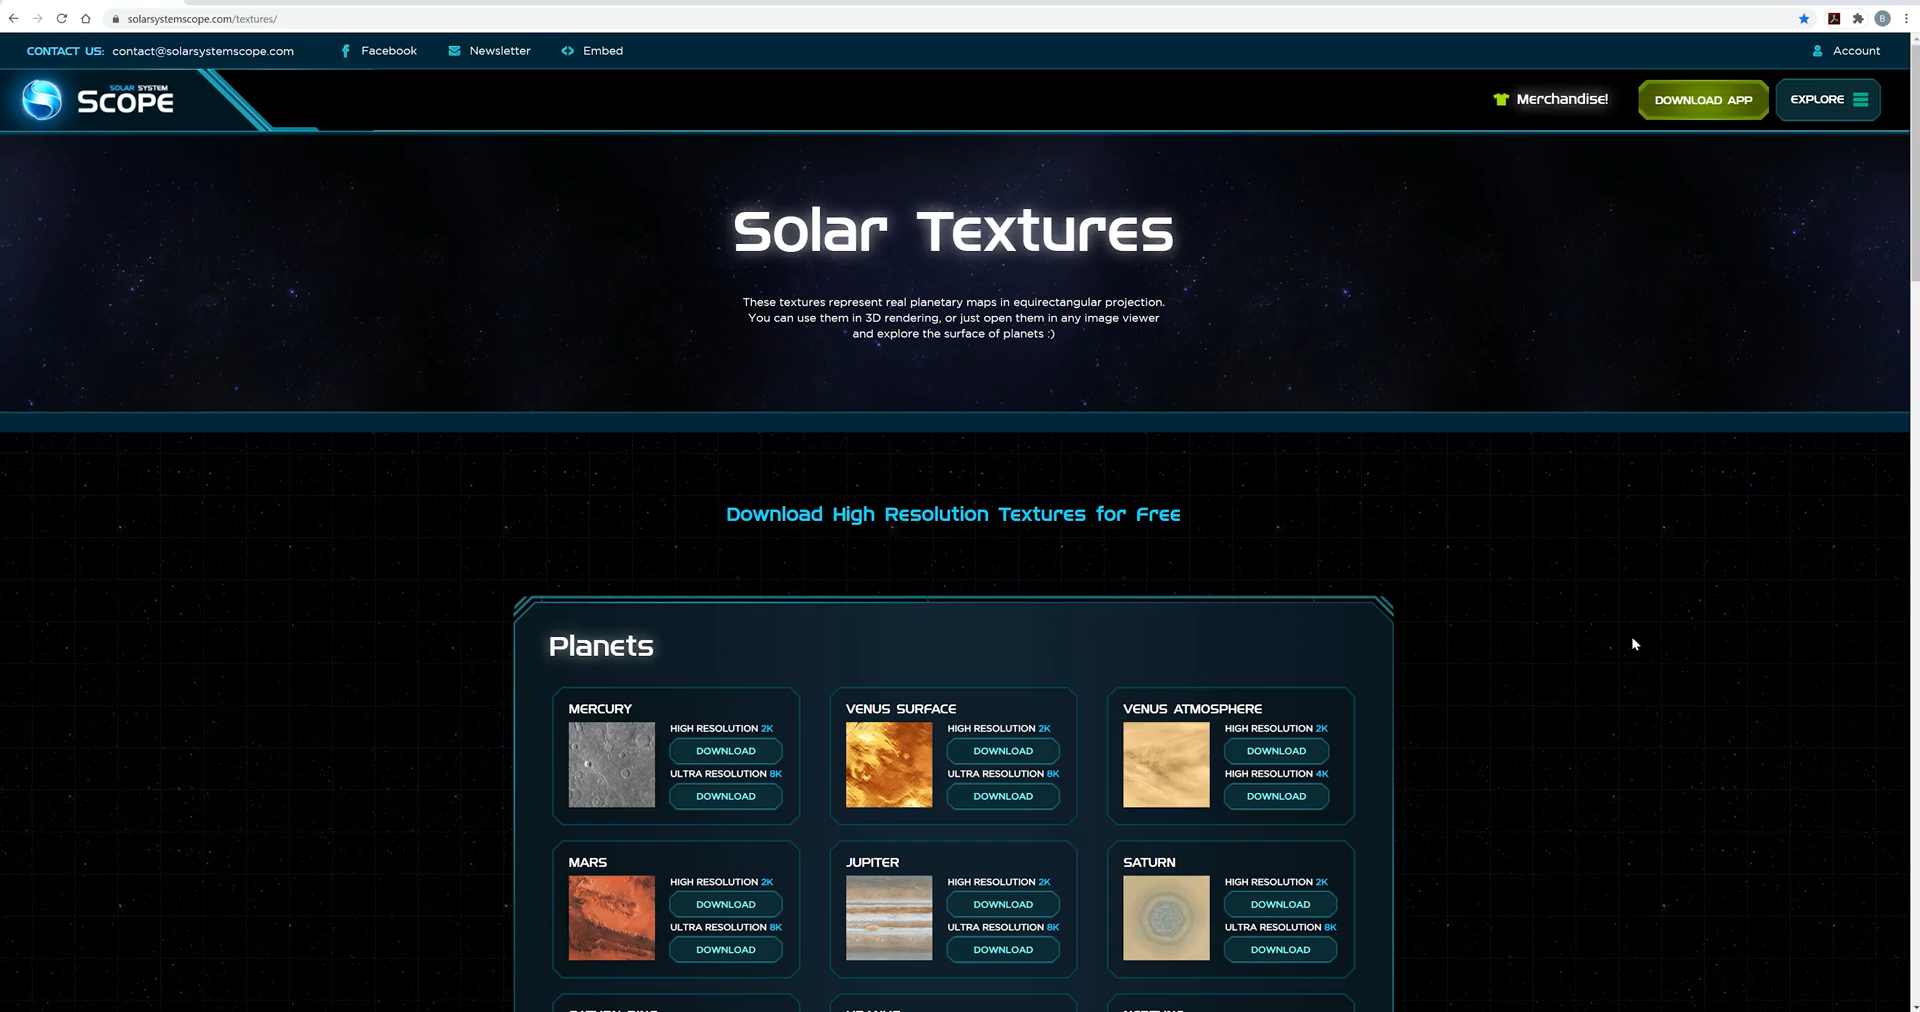 solarsystemscope.com/textures/
B
CONTACT US: contact@solarsystemscope.com Facebook Newsletter Embed Account
SOLAR SYSTEM
SCOPE
Merchandise! DOWNLOAD APP EXPLORE
Solar Textures
These textures represent real planetary maps in equirectangular projection.
You can use them in 3D rendering, or just open them in any image viewer
and explore the surface of planets :)
Download High Resolution Textures for Free
Planets
MERCURY
HIGH RESOLUTION 2K
DOWNLOAD
ULTRA RESOLUTION 8K
DOWNLOAD
VENUS SURFACE
HIGH RESOLUTION 2K
DOWNLOAD
ULTRA RESOLUTION 8K
DOWNLOAD
VENUS ATMOSPHERE
HIGH RESOLUTION 2K
DOWNLOAD
HIGH RESOLUTION 4K
DOWNLOAD
MARS
HIGH RESOLUTION 2K
DOWNLOAD
ULTRA RESOLUTION 8K
DOWNLOAD
JUPITER
HIGH RESOLUTION 2K
DOWNLOAD
ULTRA RESOLUTION 8K
DOWNLOAD
SATURN
HIGH RESOLUTION 2K
DOWNLOAD
ULTRA RESOLUTION 8K
DOWNLOAD